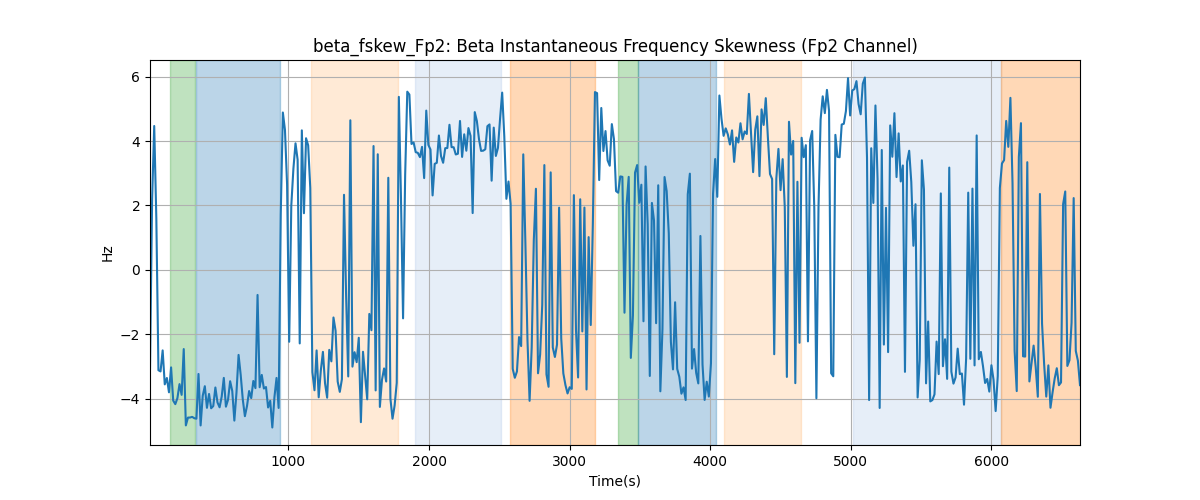 beta_fskew_Fp2: Beta Instantaneous Frequency Skewness (Fp2 Channel)
6
4
2
0
−2
−4
Hz
1000 2000 3000 4000 5000 6000
Time(s)